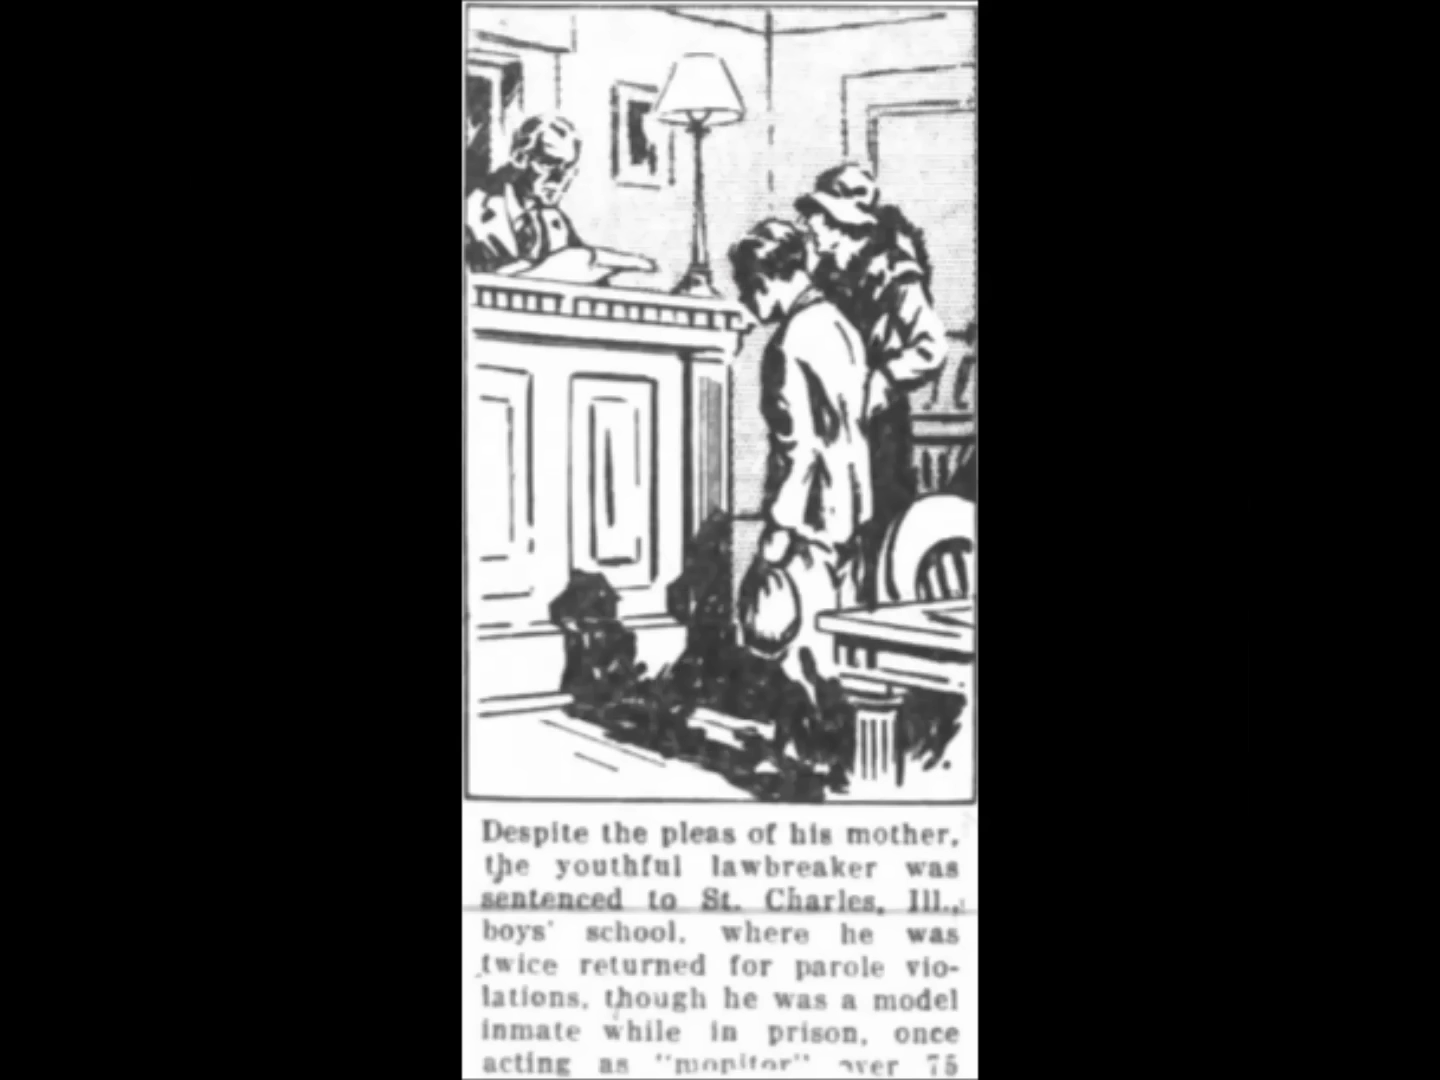 Despite the pleas of his mother,
the youthful lawbreaker was
sentenced to St. Charles, Ill.,
boys' school, where he was
twice returned for parole vio-
lations, though he was a model
inmate while in prison, once
acting as "monitor" over 75